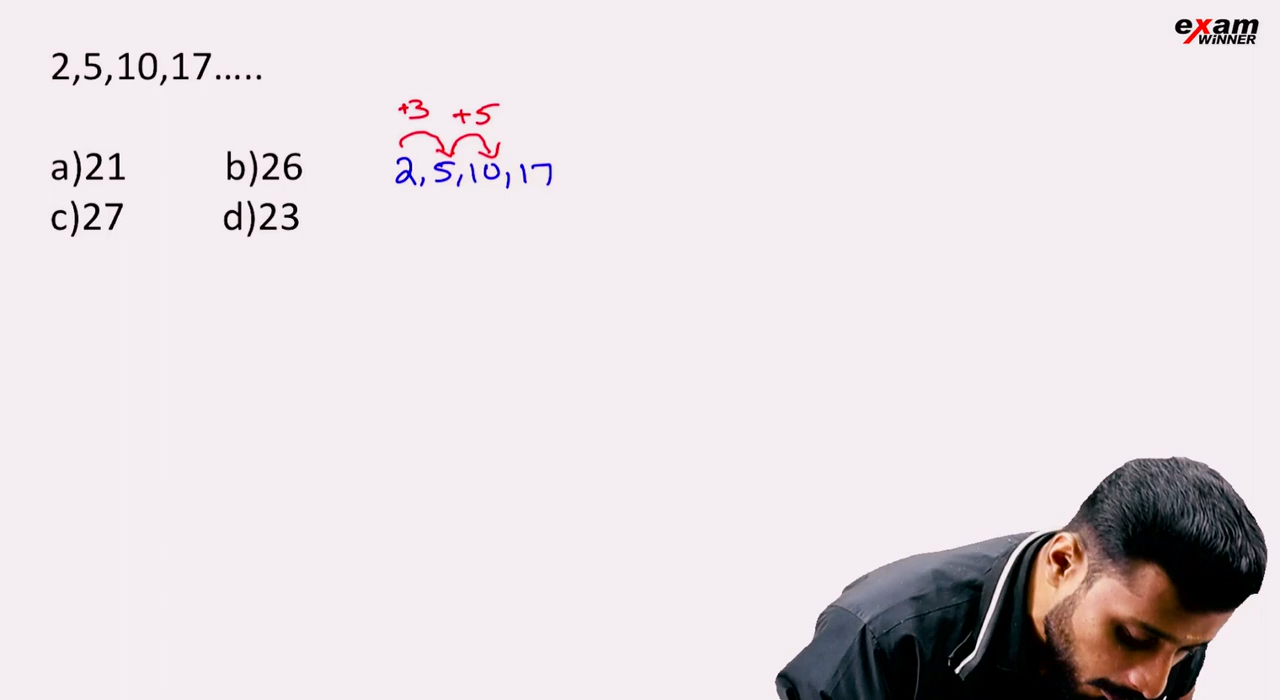 exam
WiNNER
2,5,10,17.....
+3 +5
a)21 b)26 2,5,10,17
c)27 d)23